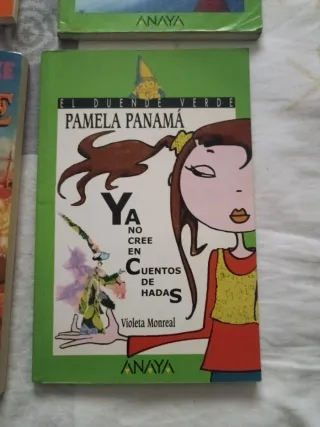 ANAYA
EL DUENDE VERDE
PAMELA PANAMÁ
YA
NO
CREE
EN
CUENTOS
DE
HADAS
Violeta Monreal
ANAYA